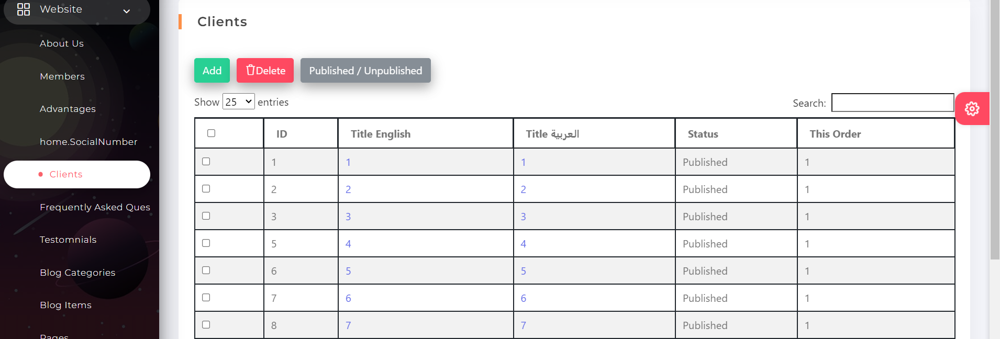 Website
About Us
Members
Advantages
home.SocialNumber
Clients
Frequently Asked Ques
Testomnials
Blog Categories
Blog Items
Pages
Clients
Add Delete Published / Unpublished
Show 25 entries Search:
ID Title English Title العربية Status This Order
1 1 1 Published 1
2 2 2 Published 1
3 3 3 Published 1
5 4 4 Published 1
6 5 5 Published 1
7 6 6 Published 1
8 7 7 Published 1